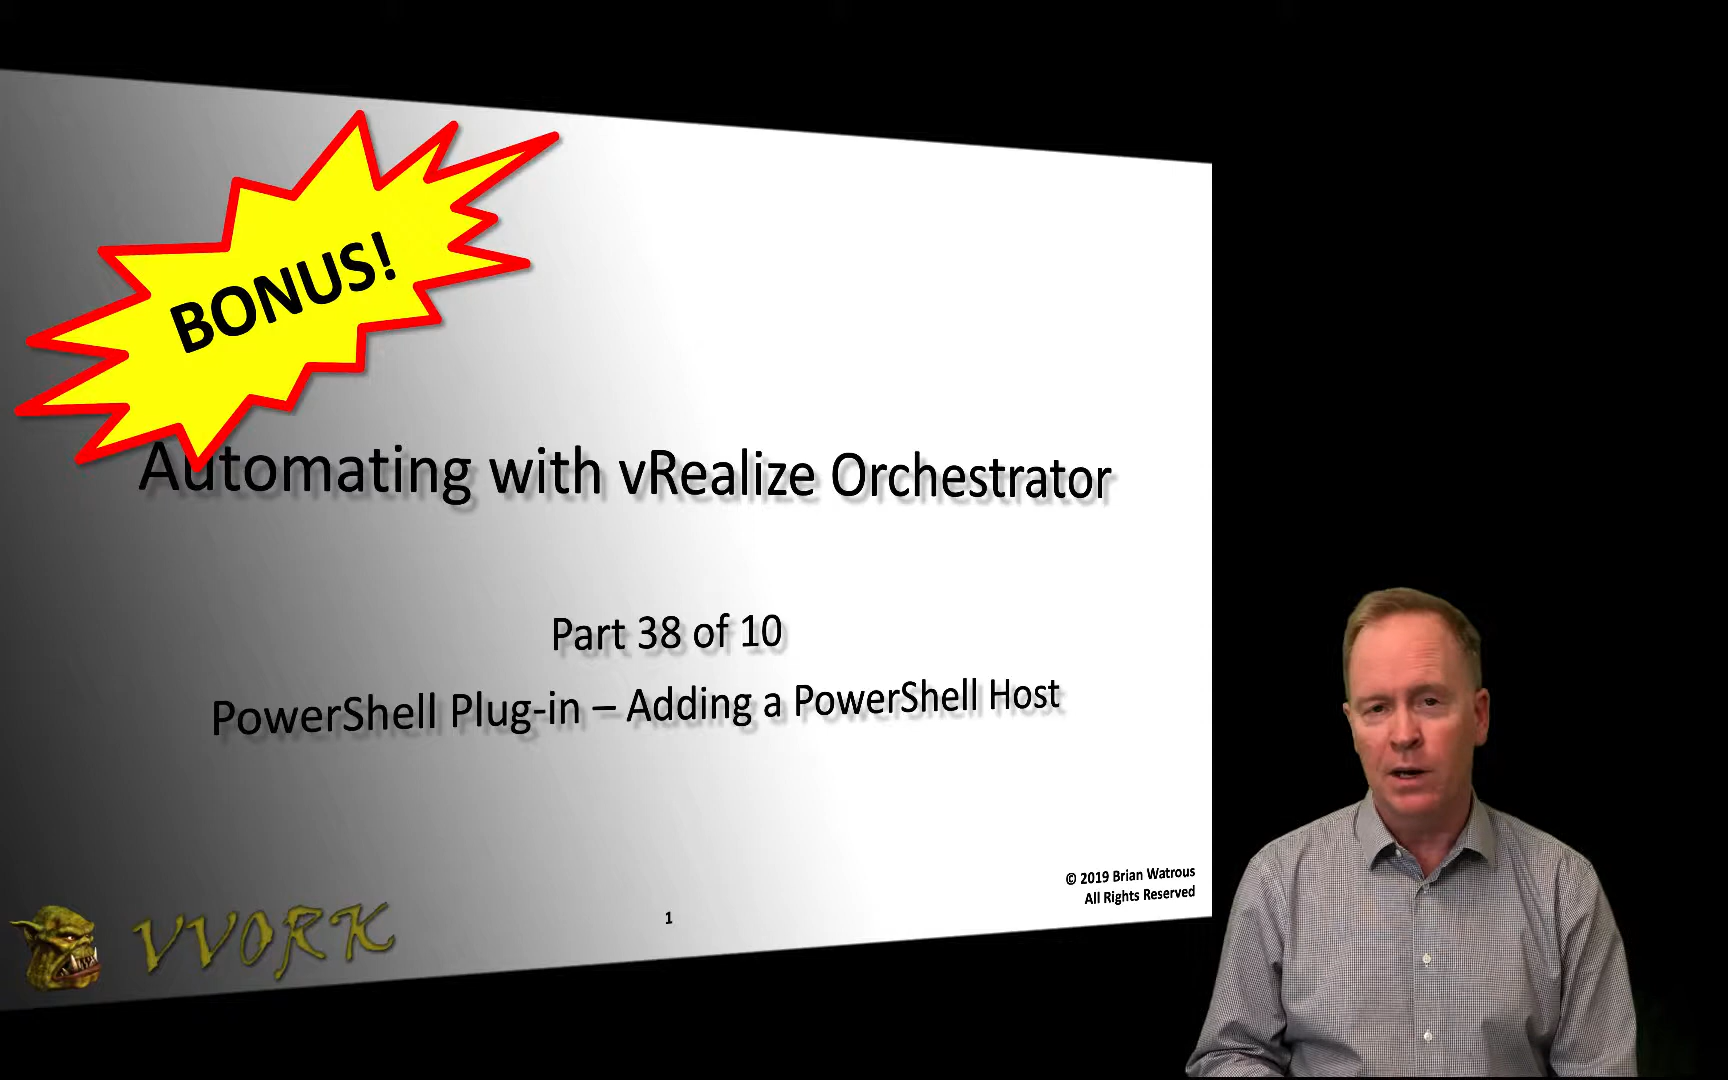 BONUS!
Automating with vRealize Orchestrator
Part 38 of 10
PowerShell Plug-in – Adding a PowerShell Host
© 2019 Brian Watrous
All Rights Reserved
1
VVORK